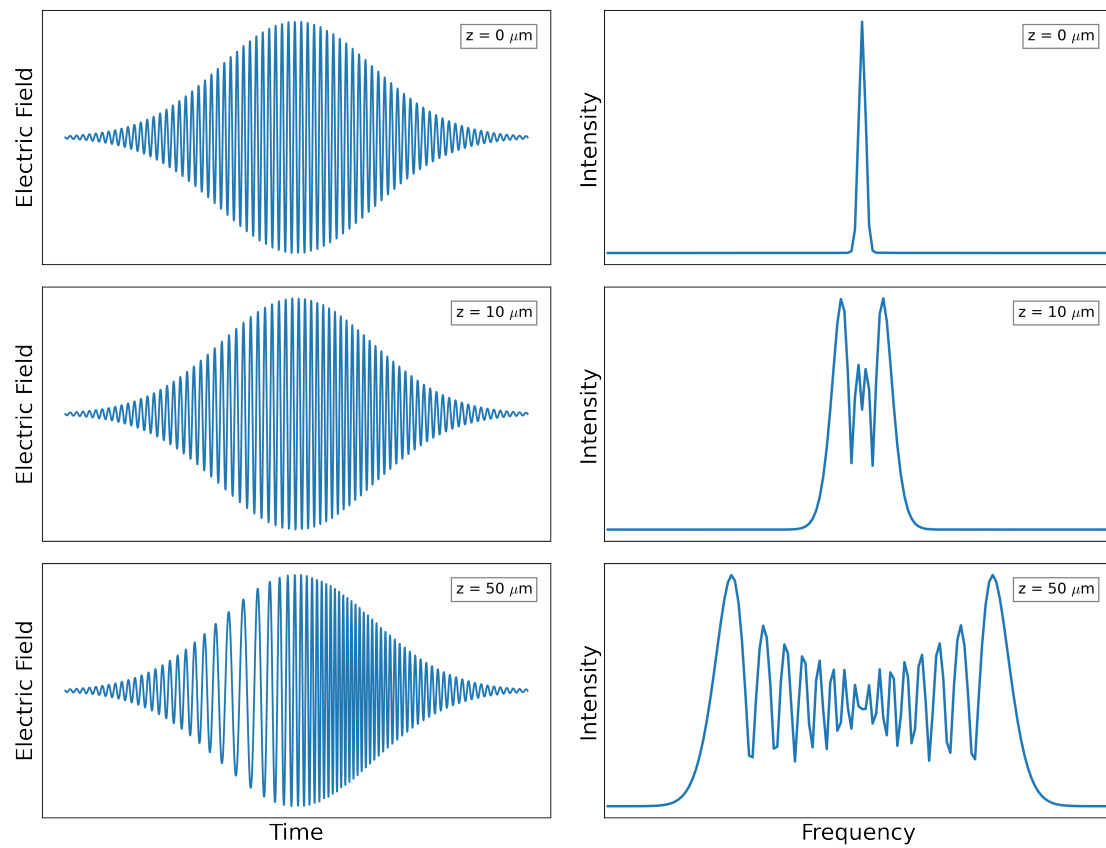 Electric Field
z = 0 μm
Intensity
z = 0 μm
Electric Field
z = 10 μm
Intensity
z = 10 μm
Electric Field
z = 50 μm
Intensity
z = 50 μm
Time
Frequency